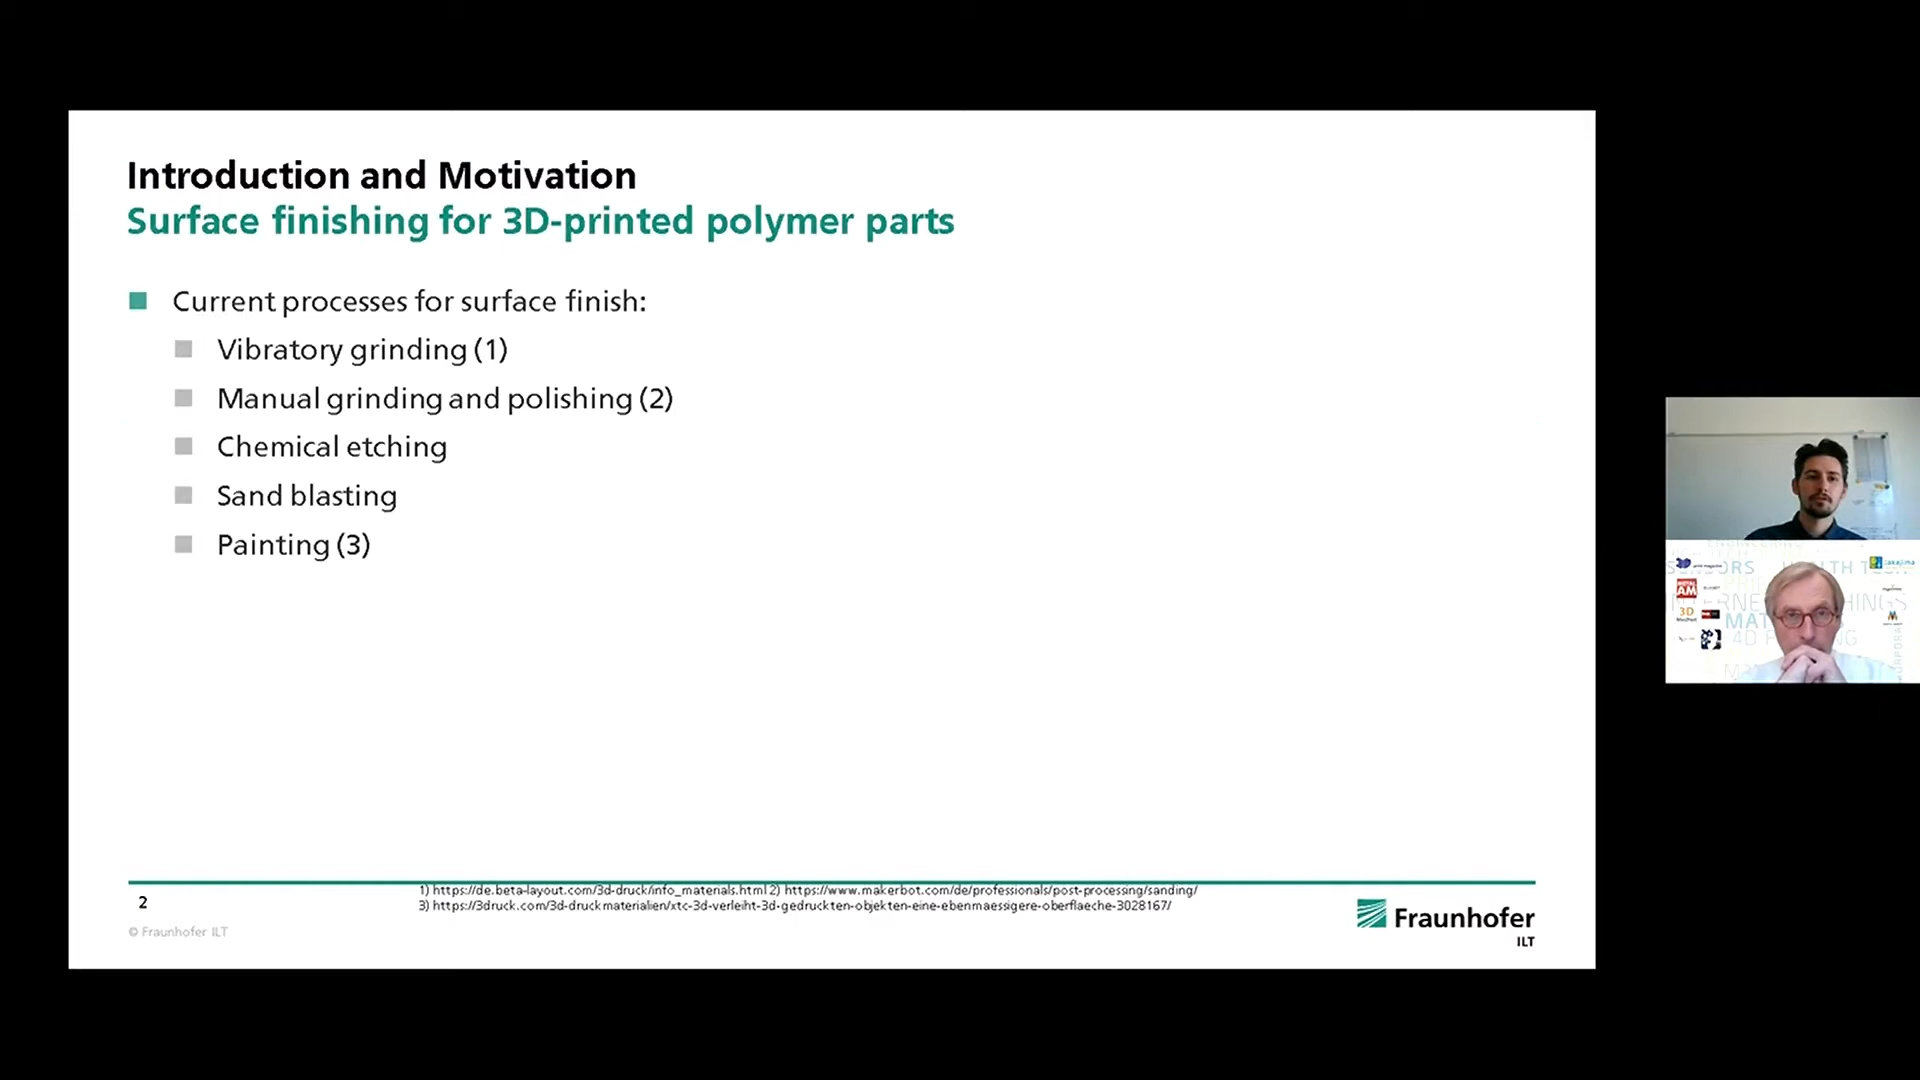 Introduction and Motivation
Surface finishing for 3D-printed polymer parts
Current processes for surface finish:
Vibratory grinding (1)
Manual grinding and polishing (2)
Chemical etching
Sand blasting
Painting (3)
2
1) https://de.beta-layout.com/3d-druck/info_materials.html 2) https://www.makerbot.com/de/professionals/post-processing/sanding/
3) https://3druck.com/3d-druckmaterialien/xtc-3d-verleiht-3d-gedruckten-objekten-eine-ebenmaessigere-oberflaeche-3028167/
© Fraunhofer ILT
Fraunhofer
ILT
AM
3D
4D